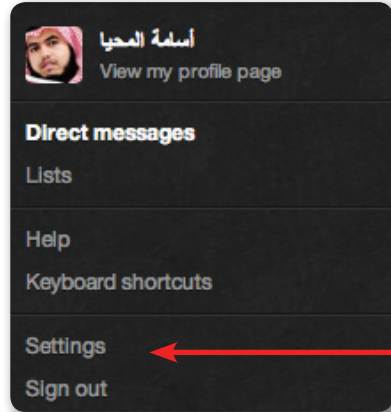 أسامة المحيا
View my profile page
Direct messages
Lists
Help
Keyboard shortcuts
Settings
Sign out